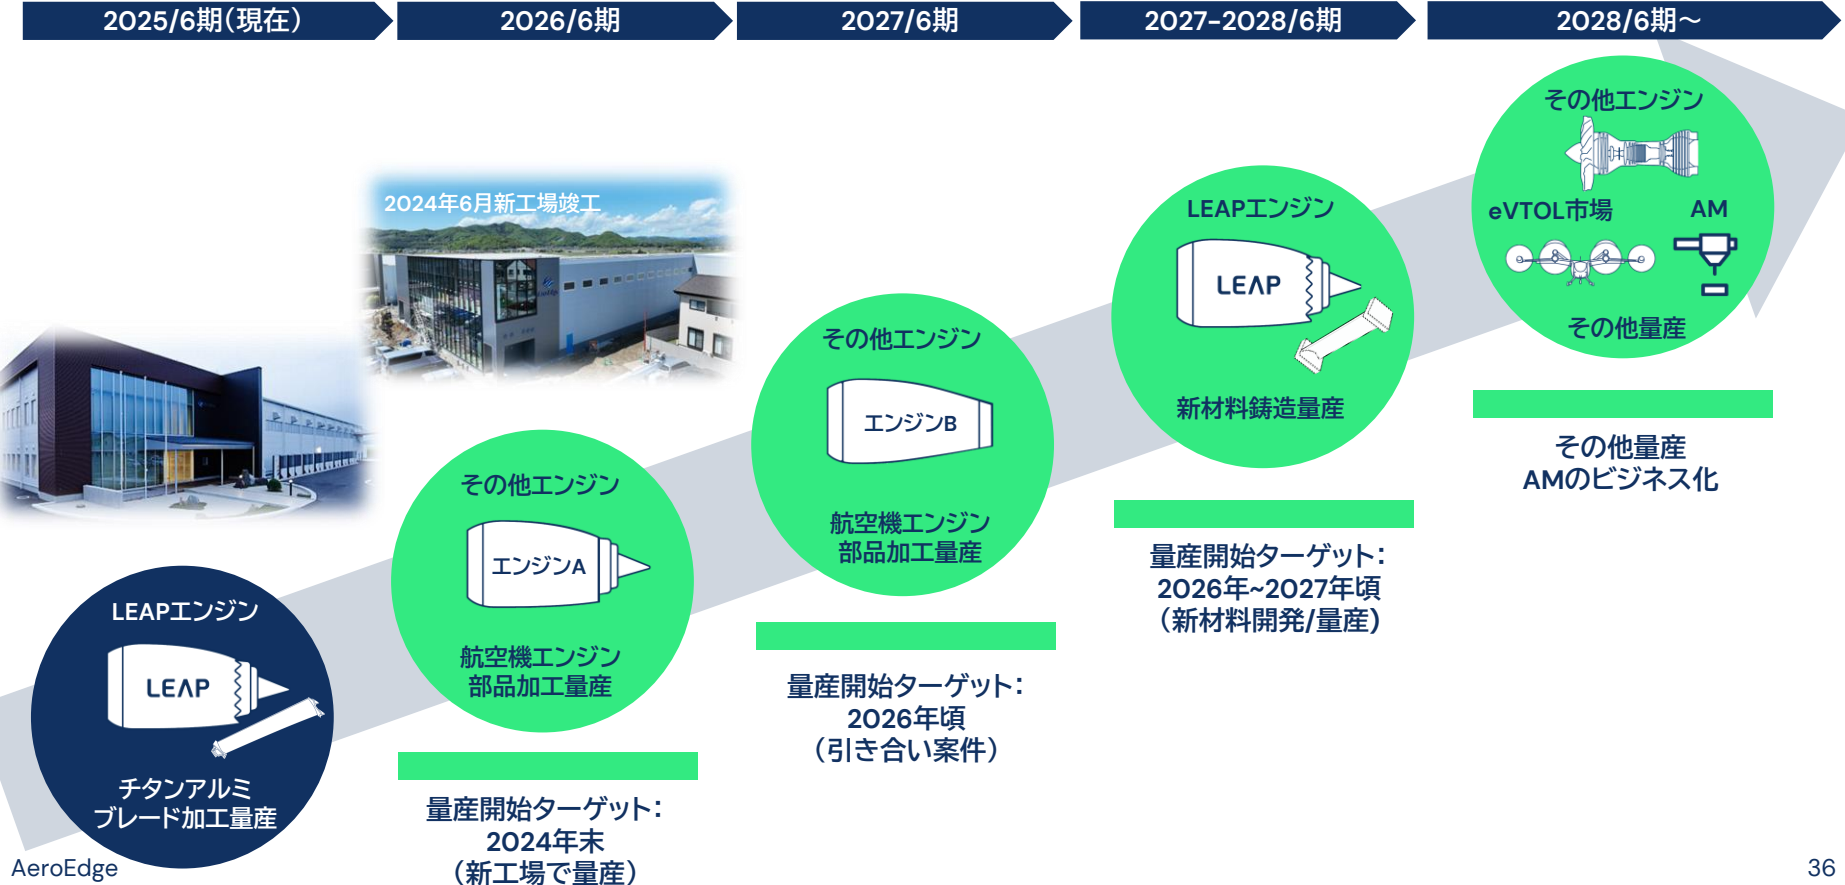 2025/6期(現在)
2026/6期
2027/6期
2027-2028/6期
2028/6期～
2024年6月新工場竣工
LEAPエンジン
LEAP
チタンアルミ
ブレード加工量産
その他エンジン
エンジンA
航空機エンジン
部品加工量産
量産開始ターゲット：
2024年末
（新工場で量産）
その他エンジン
エンジンB
航空機エンジン
部品加工量産
量産開始ターゲット：
2026年頃
（引き合い案件）
LEAPエンジン
LEAP
新材料鋳造量産
量産開始ターゲット：
2026年~2027年頃
（新材料開発/量産)
その他エンジン
eVTOL市場
AM
その他量産
その他量産
AMのビジネス化
AeroEdge
36